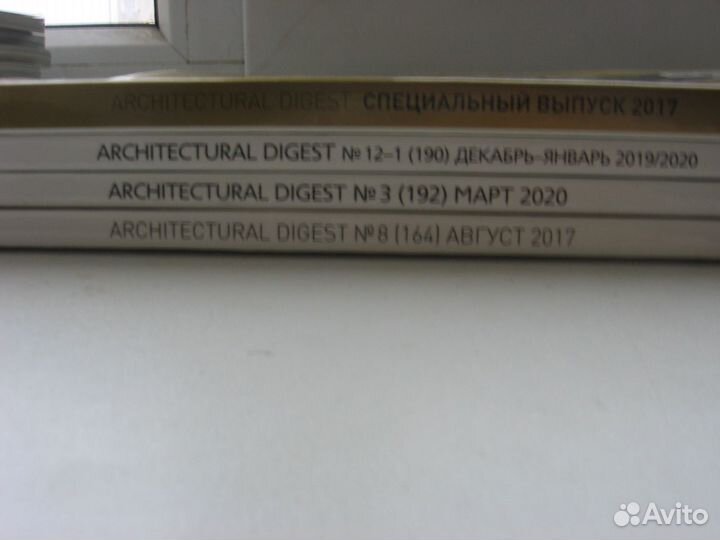 ARCHITECTURAL DIGEST СПЕЦИАЛЬНЫЙ ВЫПУСК 2017
ARCHITECTURAL DIGEST № 12–1 (190) ДЕКАБРЬ–ЯНВАРЬ 2019/2020
ARCHITECTURAL DIGEST № 3 (192) МАРТ 2020
ARCHITECTURAL DIGEST № 8 (164) АВГУСТ 2017
Avito